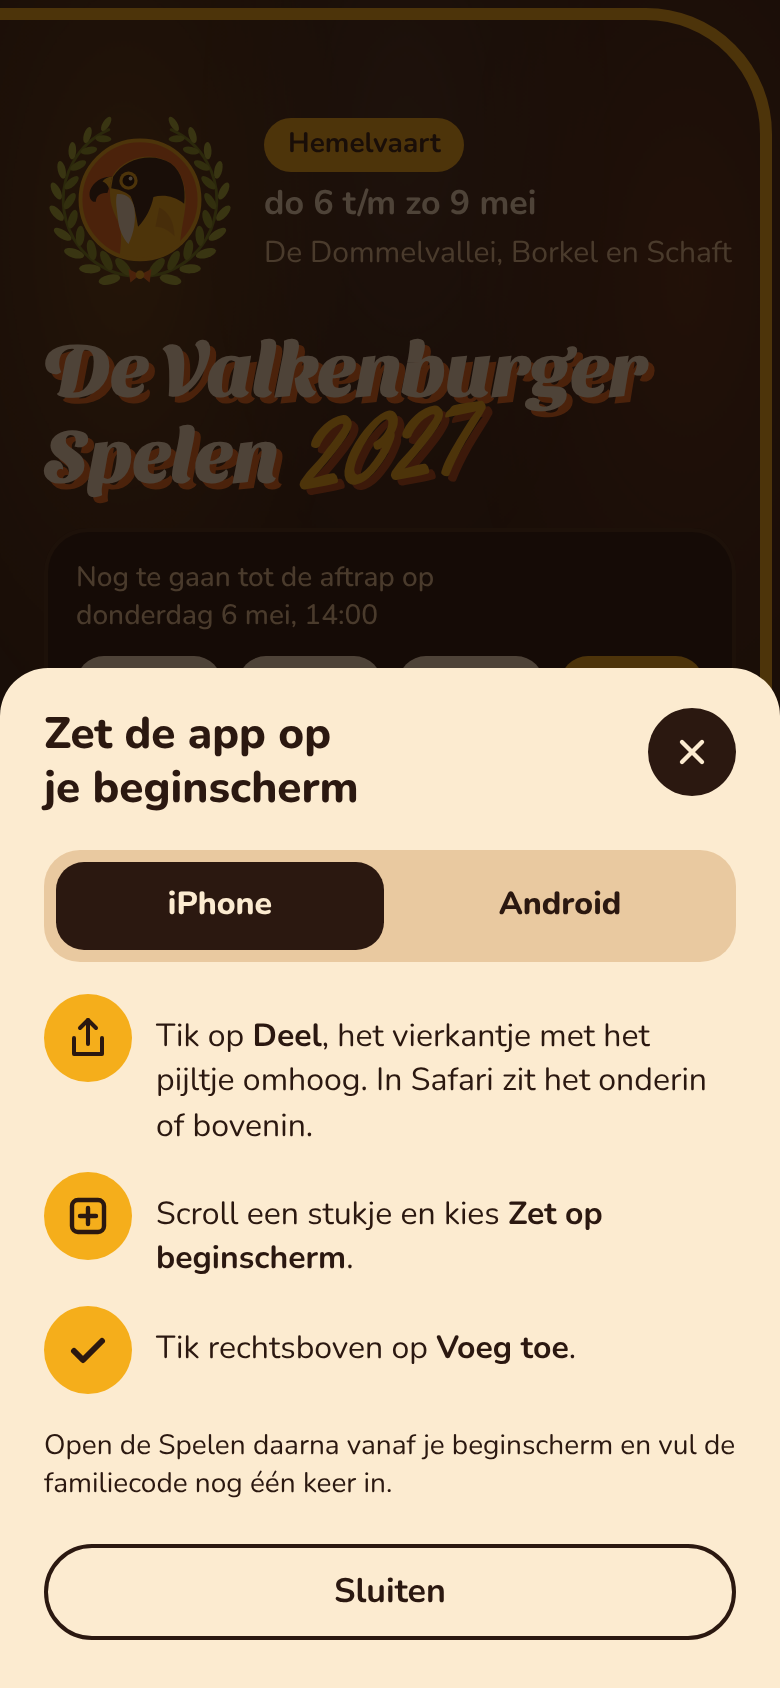 Hemelvaart
do 6 t/m zo 9 mei
De Dommelvallei, Borkel en Schaft
De Valkenburger
Spelen 2027
Nog te gaan tot de aftrap op
donderdag 6 mei, 14:00
Zet de app op
je beginscherm
iPhone
Android
Tik op Deel, het vierkantje met het
pijltje omhoog. In Safari zit het onderin
of bovenin.
Scroll een stukje en kies Zet op
beginscherm.
Tik rechtsboven op Voeg toe.
Open de Spelen daarna vanaf je beginscherm en vul de
familiecode nog één keer in.
Sluiten